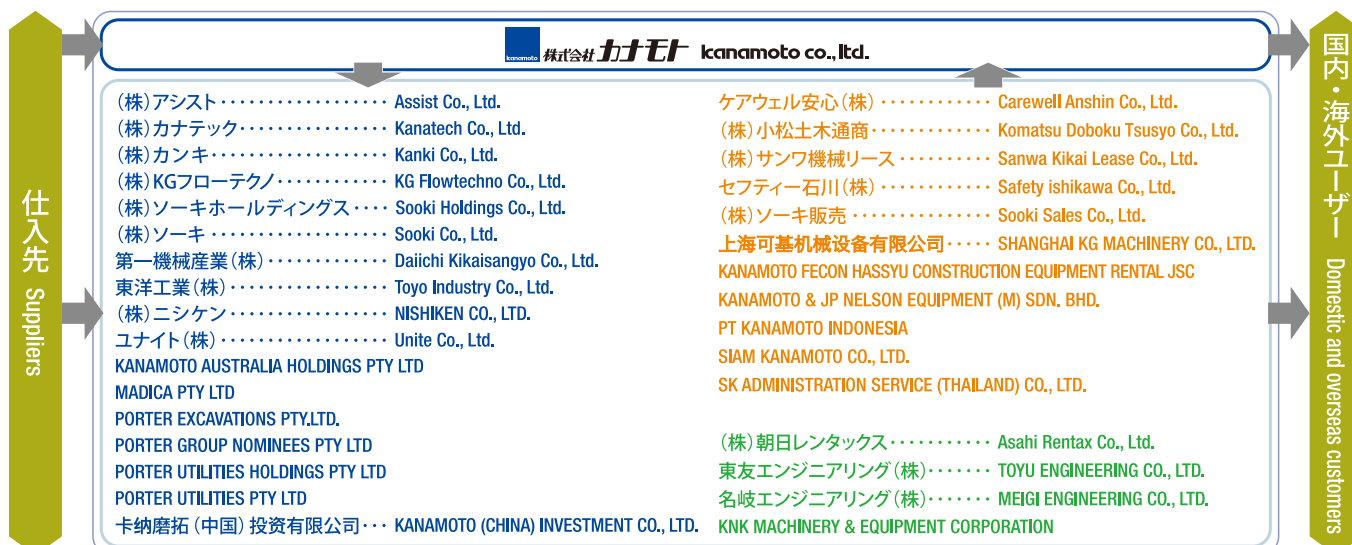 kanamoto 株式会社カナモト kanamoto co., ltd.
仕入先 Suppliers
(株)アシスト・・・・・・・・・・・・・・・・・・ Assist Co., Ltd.
(株)カナテック・・・・・・・・・・・・・・・・ Kanatech Co., Ltd.
(株)カンキ・・・・・・・・・・・・・・・・・・・ Kanki Co., Ltd.
(株)KGフローテクノ・・・・・・・・・・・・ KG Flowtechno Co., Ltd.
(株)ソーキホールディングス・・・・ Sooki Holdings Co., Ltd.
(株)ソーキ・・・・・・・・・・・・・・・・・・・ Sooki Co., Ltd.
第一機械産業(株)・・・・・・・・・・・・・ Daiichi Kikaisangyo Co., Ltd.
東洋工業(株)・・・・・・・・・・・・・・・・・ Toyo Industry Co., Ltd.
(株)ニシケン・・・・・・・・・・・・・・・・・ NISHIKEN CO., LTD.
ユナイト(株)・・・・・・・・・・・・・・・・・ Unite Co., Ltd.
KANAMOTO AUSTRALIA HOLDINGS PTY LTD
MADICA PTY LTD
PORTER EXCAVATIONS PTY.LTD.
PORTER GROUP NOMINEES PTY LTD
PORTER UTILITIES HOLDINGS PTY LTD
PORTER UTILITIES PTY LTD
卡纳磨拓(中国)投资有限公司・・・ KANAMOTO (CHINA) INVESTMENT CO., LTD.
ケアウェル安心(株)・・・・・・・・・・・・ Carewell Anshin Co., Ltd.
(株)小松土木通商・・・・・・・・・・・・ Komatsu Doboku Tsusyo Co., Ltd.
(株)サンワ機械リース・・・・・・・・・・ Sanwa Kikai Lease Co., Ltd.
セフティー石川(株)・・・・・・・・・・・・ Safety ishikawa Co., Ltd.
(株)ソーキ販売・・・・・・・・・・・・・・ Sooki Sales Co., Ltd.
上海可基机械设备有限公司・・・・・ SHANGHAI KG MACHINERY CO., LTD.
KANAMOTO FECON HASSYU CONSTRUCTION EQUIPMENT RENTAL JSC
KANAMOTO & JP NELSON EQUIPMENT (M) SDN. BHD.
PT KANAMOTO INDONESIA
SIAM KANAMOTO CO., LTD.
SK ADMINISTRATION SERVICE (THAILAND) CO., LTD.
(株)朝日レンタックス・・・・・・・・・・ Asahi Rentax Co., Ltd.
東友エンジニアリング(株)・・・・・・・ TOYU ENGINEERING CO., LTD.
名岐エンジニアリング(株)・・・・・・・ MEIGI ENGINEERING CO., LTD.
KNK MACHINERY & EQUIPMENT CORPORATION
国内・海外ユーザー Domestic and overseas customers